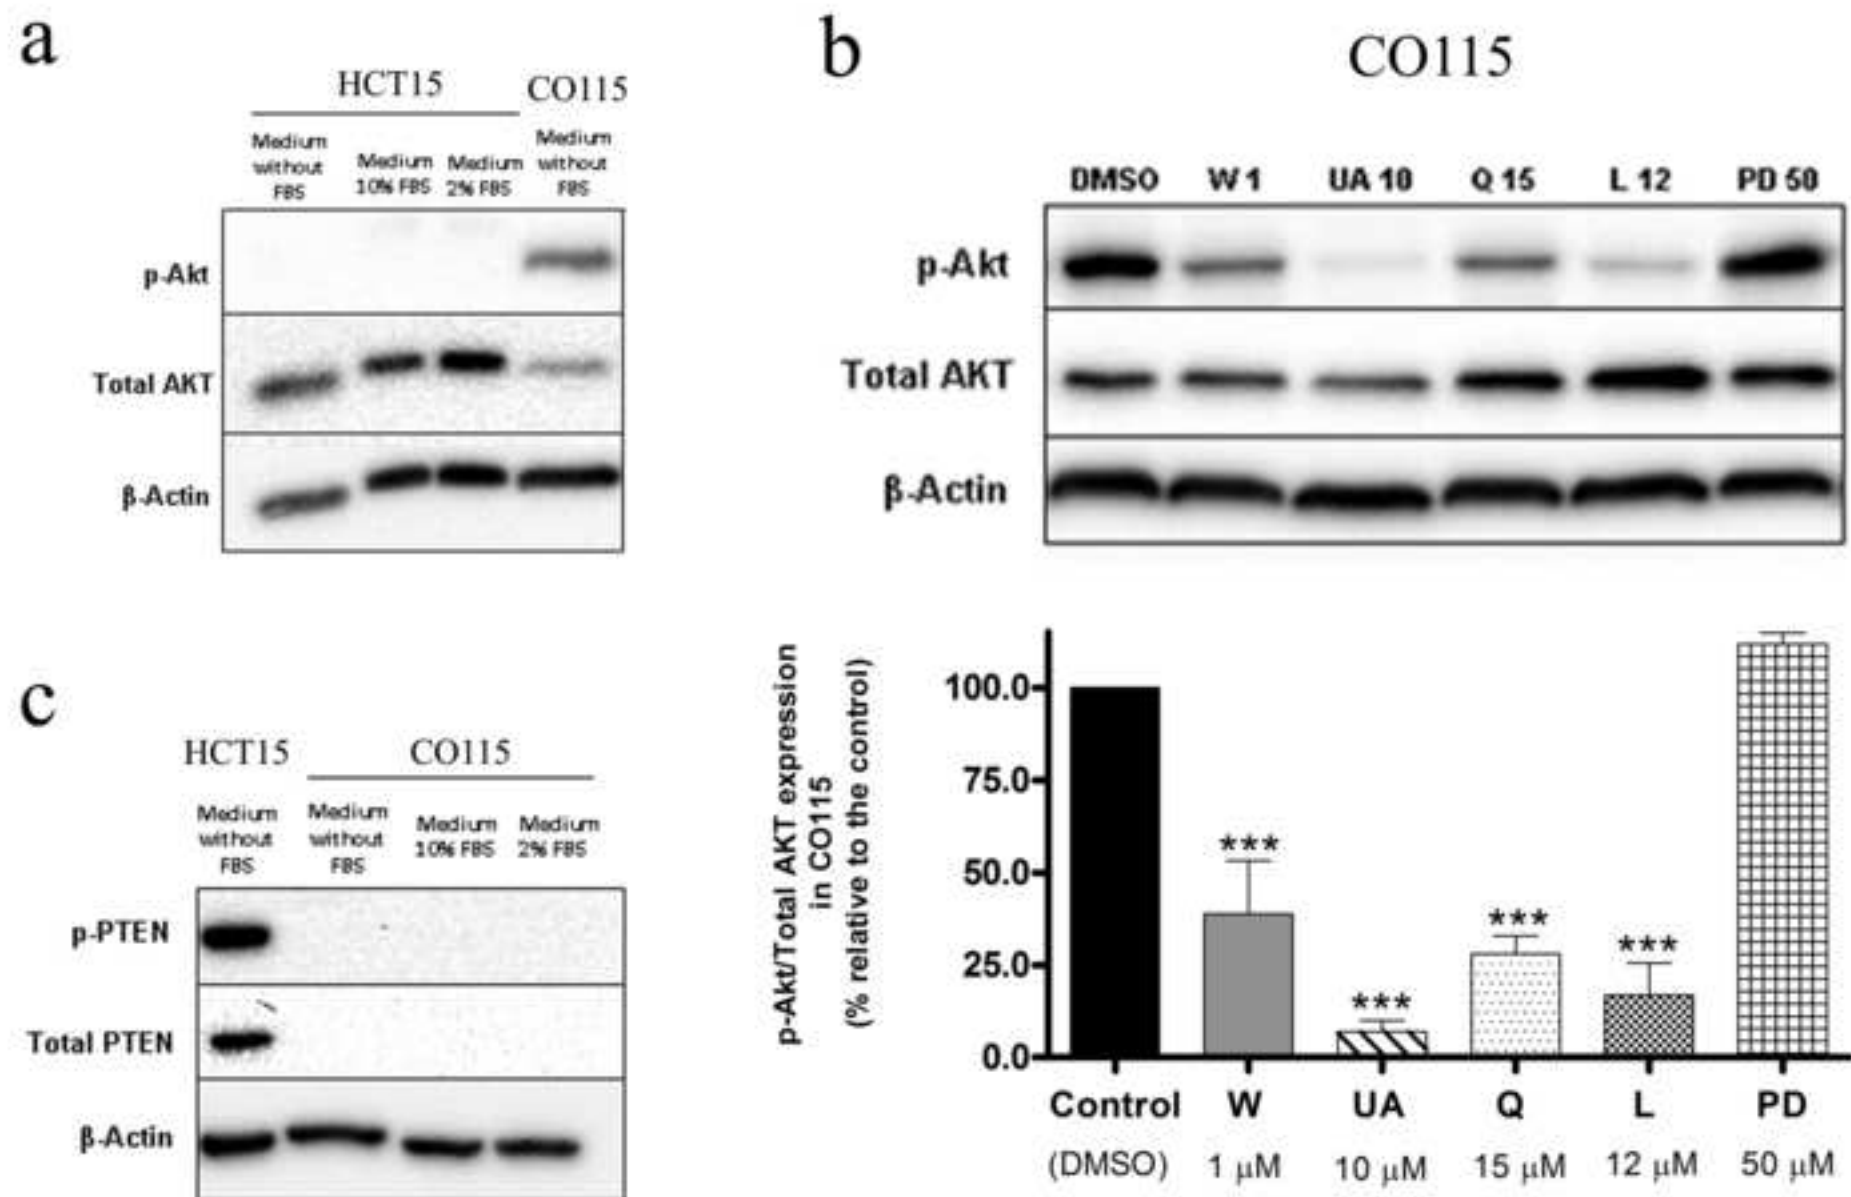 a
HCT15 CO115
Medium without FBS
Medium 10% FBS
Medium 2% FBS
Medium without FBS
p-Akt
Total AKT
β-Actin
b
CO115
DMSO W 1 UA 10 Q 15 L 12 PD 50
p-Akt
Total AKT
β-Actin
p-Akt/Total AKT expression
in CO115
(% relative to the control)
100.0
75.0
50.0
25.0
0.0
***
***
***
***
Control W UA Q L PD
(DMSO) 1 μM 10 μM 15 μM 12 μM 50 μM
c
HCT15 CO115
Medium without FBS
Medium without FBS
Medium 10% FBS
Medium 2% FBS
p-PTEN
Total PTEN
β-Actin